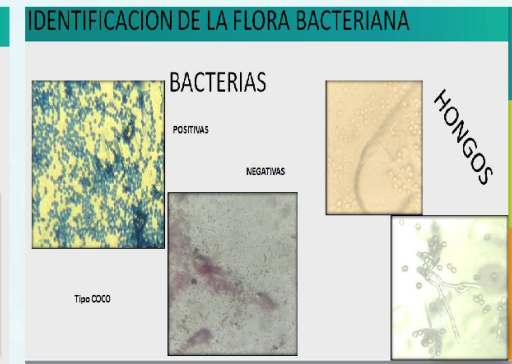 IDENTIFICACION DE LA FLORA BACTERIANA
BACTERIAS
POSITIVAS
NEGATIVAS
HONGOS
Tipo COCO